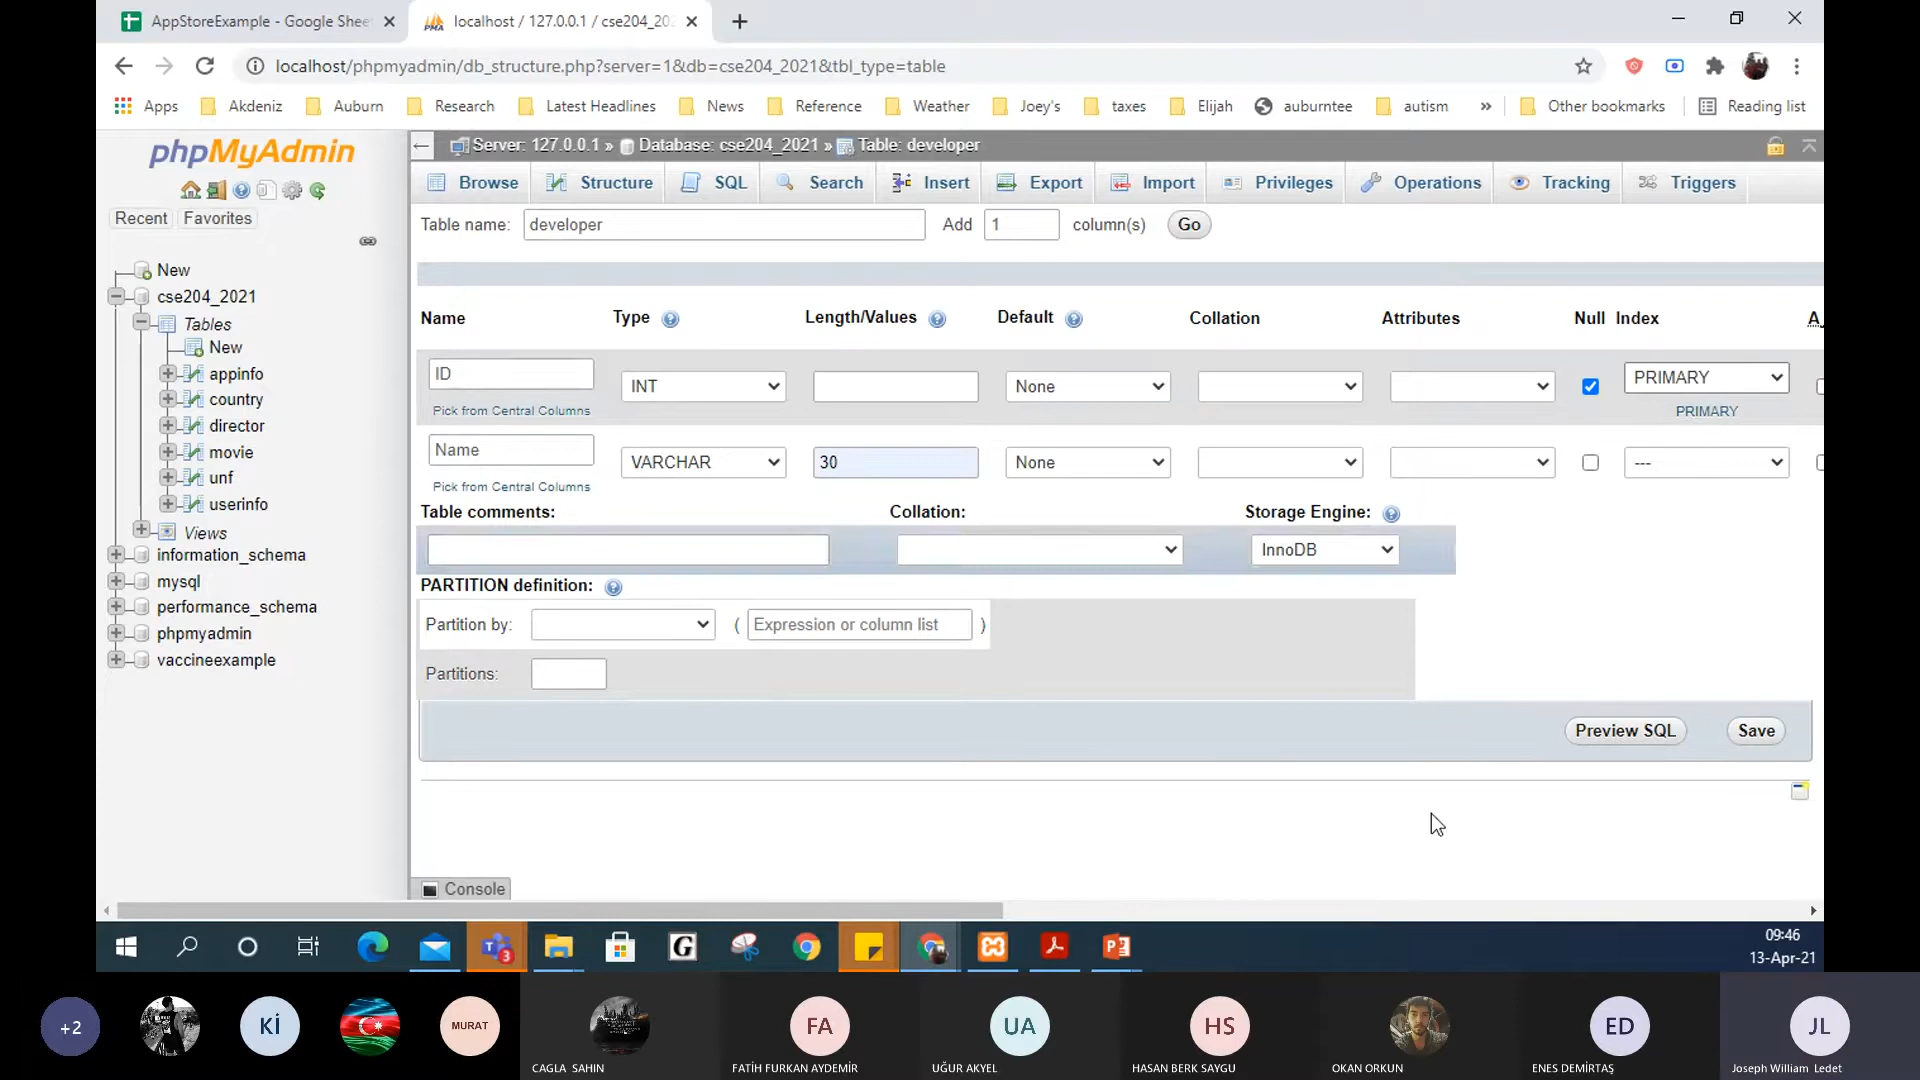 AppStoreExample - Google Shee
localhost / 127.0.0.1 / cse204_20
localhost/phpmyadmin/db_structure.php?server=1&db=cse204_2021&tbl_type=table
Apps Akdeniz Auburn Research Latest Headlines News Reference Weather Joey's taxes Elijah auburntee autism » Other bookmarks Reading list
phpMyAdmin
Recent Favorites
New
cse204_2021
Tables
New
appinfo
country
director
movie
unf
userinfo
Views
information_schema
mysql
performance_schema
phpmyadmin
vaccineexample
Server: 127.0.0.1 » Database: cse204_2021 » Table: developer
Browse Structure SQL Search Insert Export Import Privileges Operations Tracking Triggers
Table name: developer Add 1 column(s) Go
Name Type Length/Values Default Collation Attributes Null Index A_
ID INT None PRIMARY
Pick from Central Columns PRIMARY
Name VARCHAR 30 None ---
Pick from Central Columns
Table comments: Collation: Storage Engine:
InnoDB
PARTITION definition:
Partition by: ( Expression or column list )
Partitions:
Preview SQL Save
Console
3
09:46
13-Apr-21
+2 Kİ MURAT FA UA HS ED JL
CAGLA SAHIN FATİH FURKAN AYDEMİR UĞUR AKYEL HASAN BERK SAYGU OKAN ORKUN ENES DEMİRTAŞ Joseph William Ledet